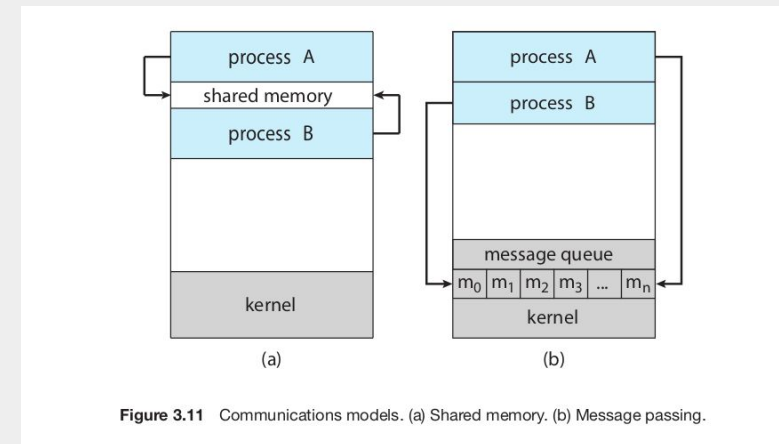 process A
shared memory
process B
kernel
(a)
process A
process B
message queue
m0 m1 m2 m3 ... mn
kernel
(b)
Figure 3.11 Communications models. (a) Shared memory. (b) Message passing.